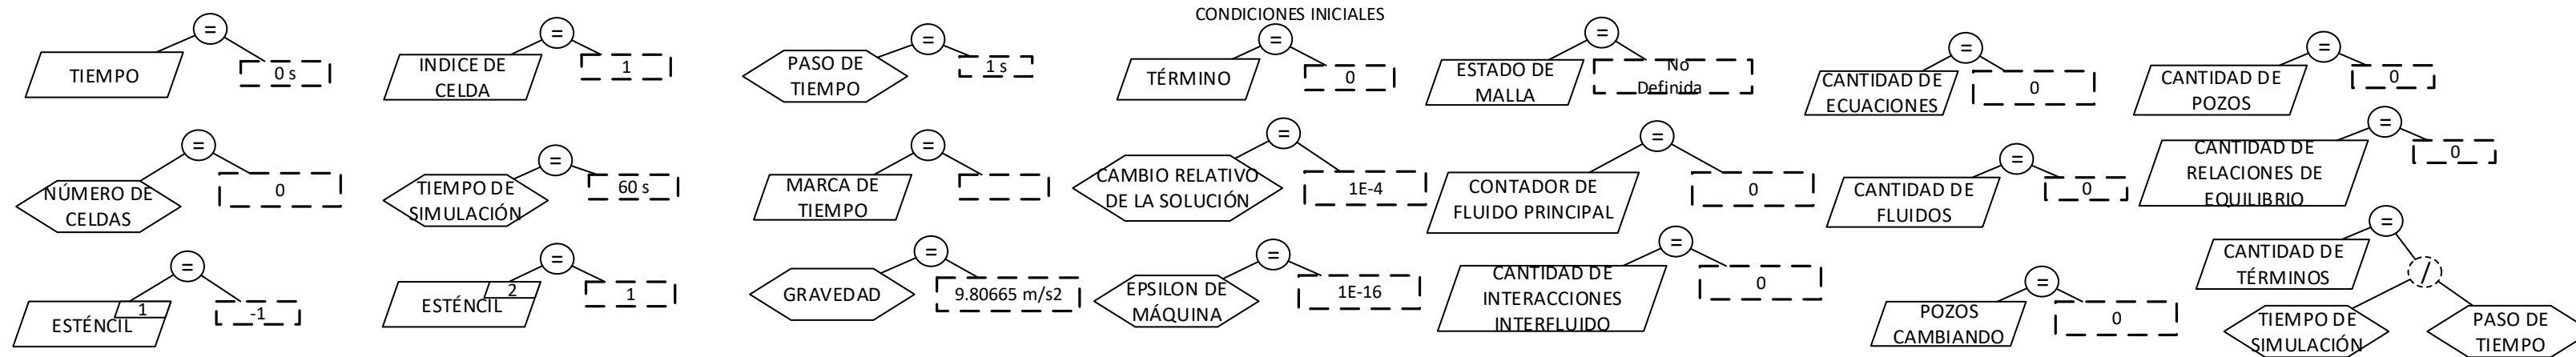 CONDICIONES INICIALES
=
TIEMPO
0 s
=
INDICE DE
CELDA
1
=
PASO DE
TIEMPO
1 s
=
TÉRMINO
0
=
ESTADO DE
MALLA
No
Definida
=
CANTIDAD DE
ECUACIONES
0
=
CANTIDAD DE
POZOS
0
=
NÚMERO DE
CELDAS
0
=
TIEMPO DE
SIMULACIÓN
60 s
=
MARCA DE
TIEMPO
=
CAMBIO RELATIVO
DE LA SOLUCIÓN
1E-4
=
CONTADOR DE
FLUIDO PRINCIPAL
0
=
CANTIDAD DE
FLUIDOS
0
=
CANTIDAD DE
RELACIONES DE
EQUILIBRIO
0
=
1
ESTÉNCIL
-1
=
2
ESTÉNCIL
1
=
GRAVEDAD
9.80665 m/s2
=
EPSILON DE
MÁQUINA
1E-16
=
CANTIDAD DE
INTERACCIONES
INTERFLUIDO
0
=
POZOS
CAMBIANDO
0
=
CANTIDAD DE
TÉRMINOS
/
TIEMPO DE
SIMULACIÓN
PASO DE
TIEMPO